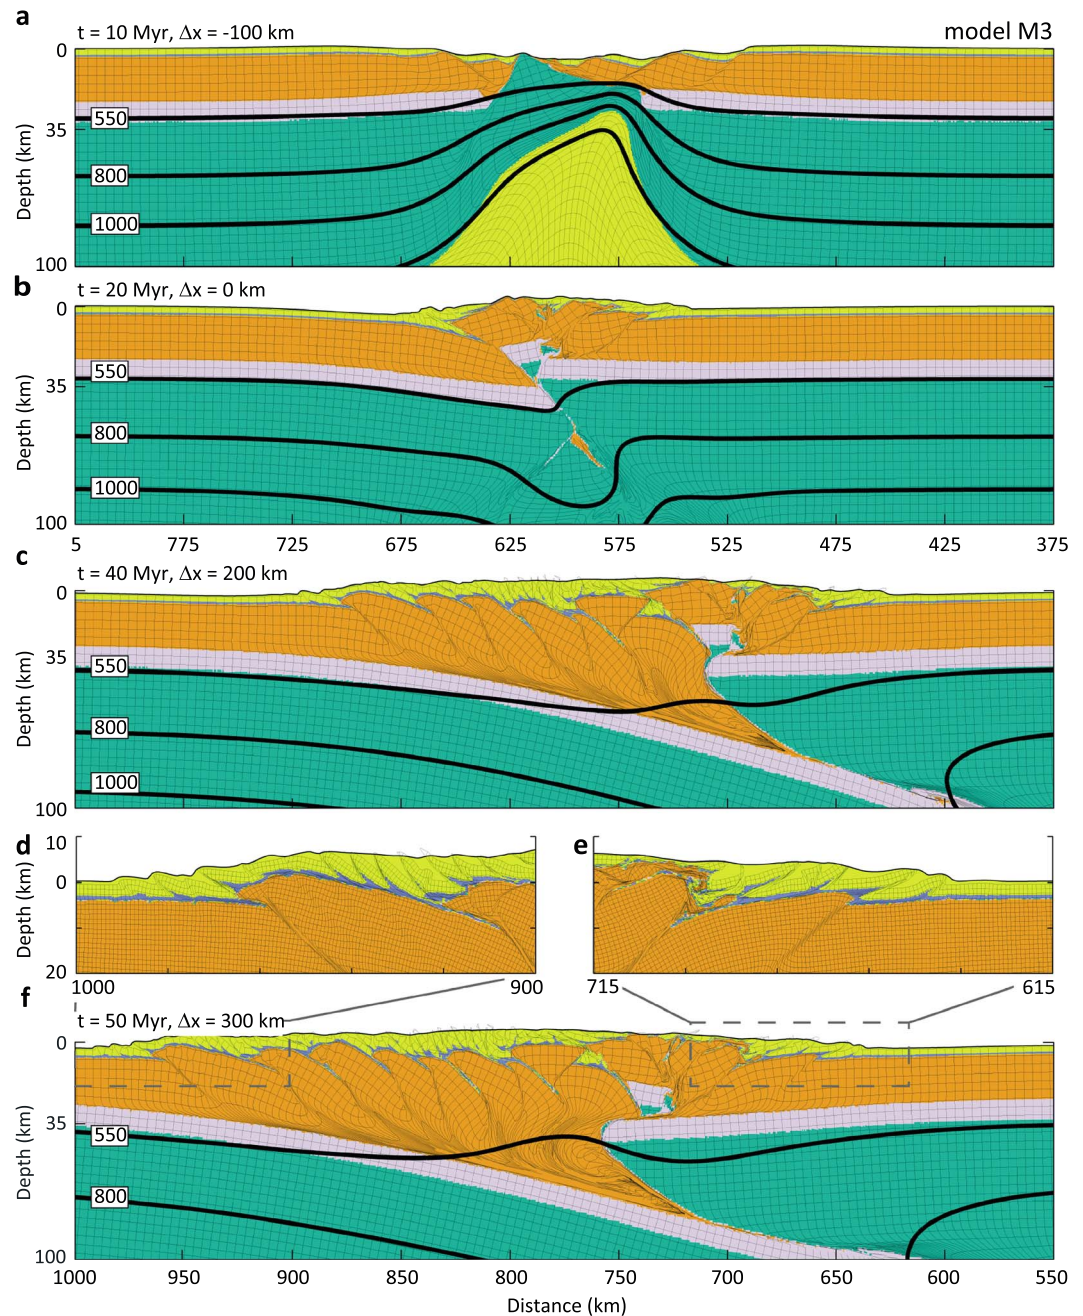 a
t = 10 Myr, Δx = -100 km
model M3
0
550
35
800
1000
100
Depth (km)
b
t = 20 Myr, Δx = 0 km
0
550
35
800
1000
100
Depth (km)
5 775 725 675 625 575 525 475 425 375
c
t = 40 Myr, Δx = 200 km
0
35
550
800
1000
100
Depth (km)
d
10
0
20
Depth (km)
1000 900
e
715 615
f
t = 50 Myr, Δx = 300 km
0
35
550
800
100
Depth (km)
1000 950 900 850 800 750 700 650 600 550
Distance (km)